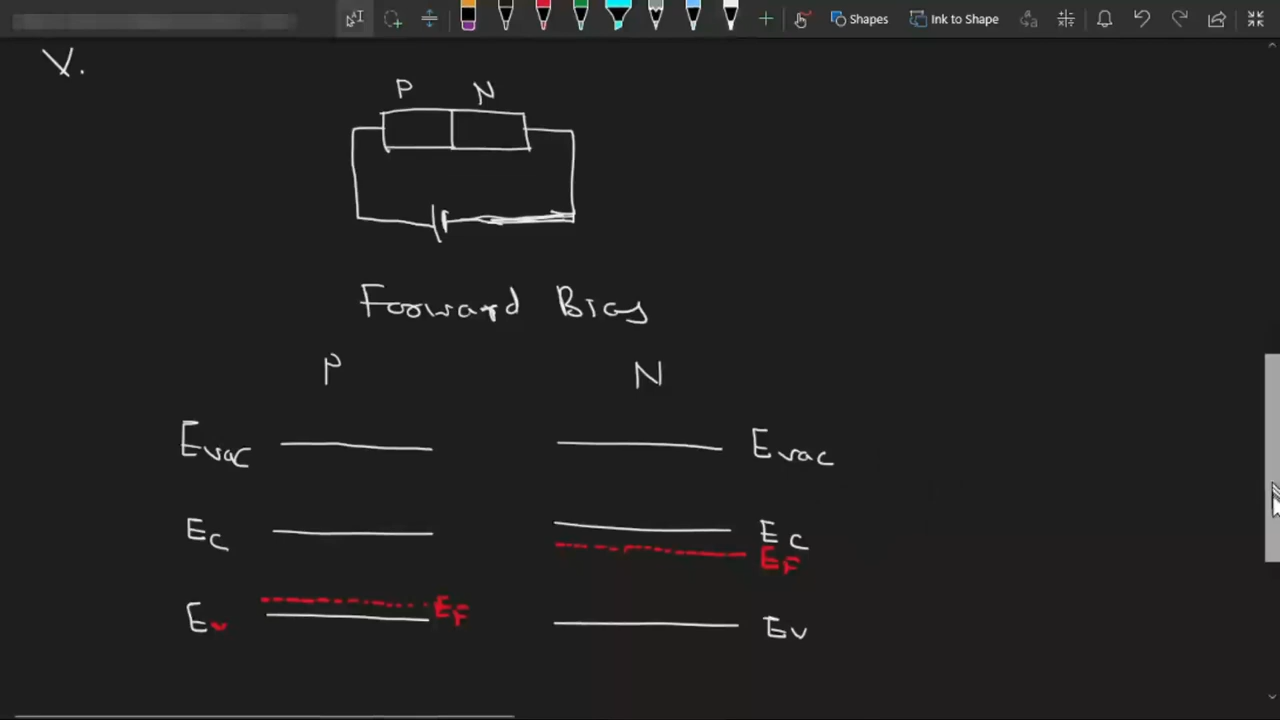 Shapes Ink to Shape
V.
P N
Forward Bias
P N
Evac Evac
Ec Ec
EF
EF
Ev Ev